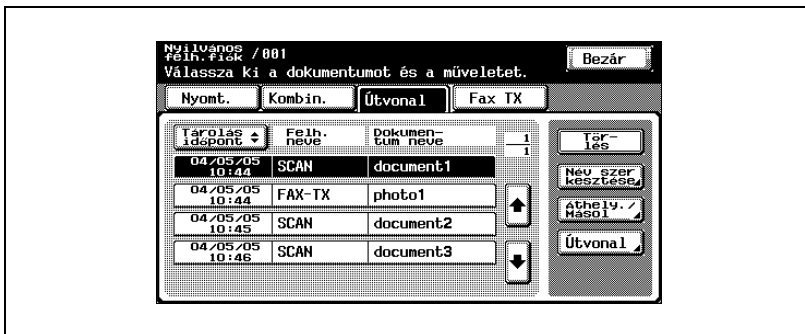 Nyilvános
felh.fiók /001
Válassza ki a dokumentumot és a műveletet.
Bezár
Nyomt. Kombin. Útvonal Fax TX
Tárolás időpont Felh. neve Dokumen-tum neve 1/1
04/05/05 10:44 SCAN document1
04/05/05 10:44 FAX-TX photo1
04/05/05 10:45 SCAN document2
04/05/05 10:46 SCAN document3
Tör-
lés
Név szer
kesztése
Áthely./
Másol
Útvonal